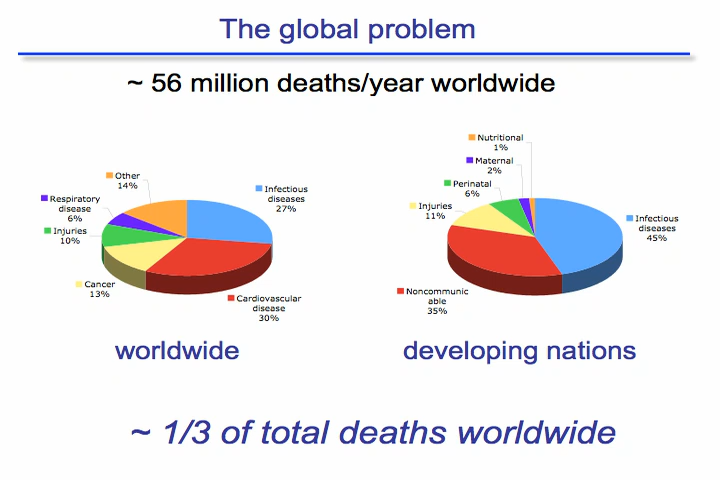 The global problem
~ 56 million deaths/year worldwide
Other
14%
Respiratory
disease
6%
Injuries
10%
Cancer
13%
Infectious
diseases
27%
Cardiovascular
disease
30%
worldwide
Nutritional
1%
Maternal
2%
Perinatal
6%
Injuries
11%
Infectious
diseases
45%
Noncommunic
able
35%
developing nations
~ 1/3 of total deaths worldwide